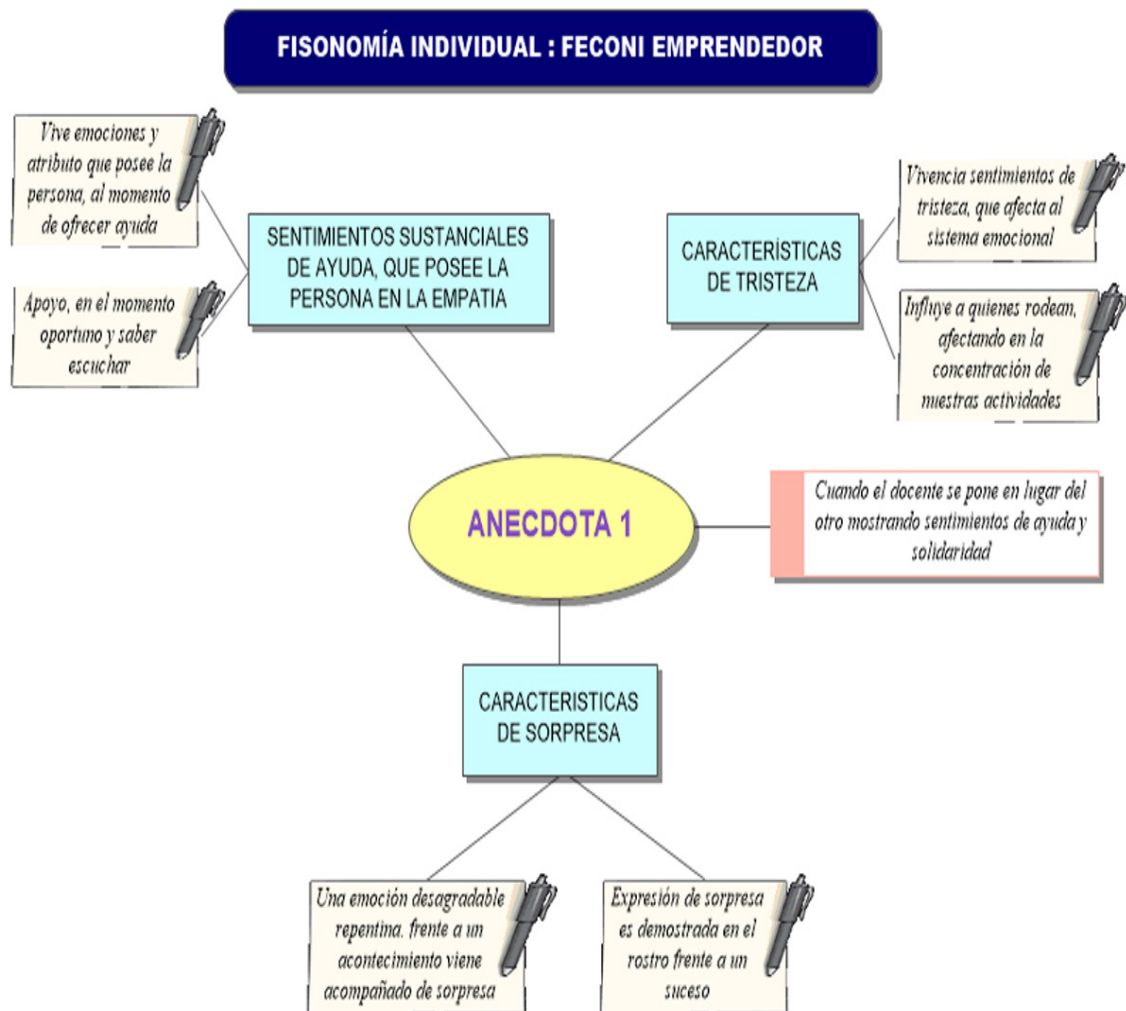 FISONOMÍA INDIVIDUAL : FECONI EMPRENDEDOR
Vive emociones y
atributo que posee la
persona, al momento
de ofrecer ayuda
Apoyo, en el momento
oportuno y saber
escuchar
SENTIMIENTOS SUSTANCIALES
DE AYUDA, QUE POSEE LA
PERSONA EN LA EMPATIA
CARACTERÍSTICAS
DE TRISTEZA
Vivencia sentimientos de
tristeza, que afecta al
sistema emocional
Influye a quienes rodean,
afectando en la
concentración de
nuestras actividades
ANECDOTA 1
Cuando el docente se pone en lugar del
otro mostrando sentimientos de ayuda y
solidaridad
CARACTERISTICAS
DE SORPRESA
Una emoción desagradable
repentina. frente a un
acontecimiento viene
acompañado de sorpresa
Expresión de sorpresa
es demostrada en el
rostro frente a un
suceso